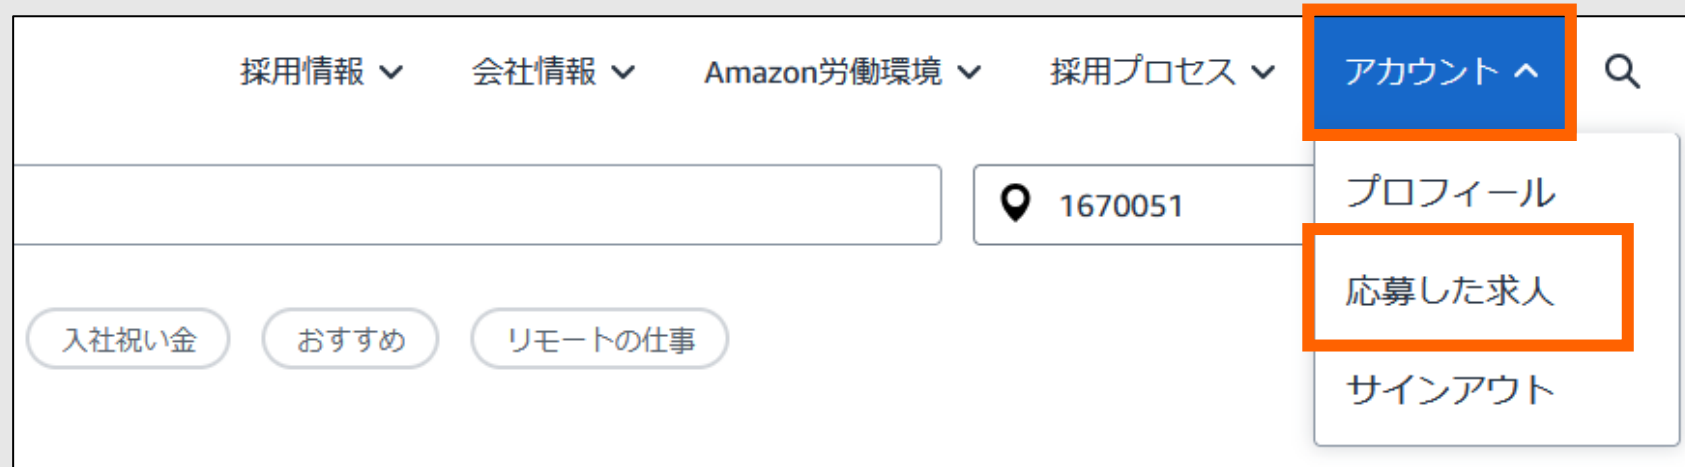 採用情報 会社情報 Amazon労働環境 採用プロセス アカウント
1670051
プロフィール
応募した求人
入社祝い金 おすすめ リモートの仕事
サインアウト